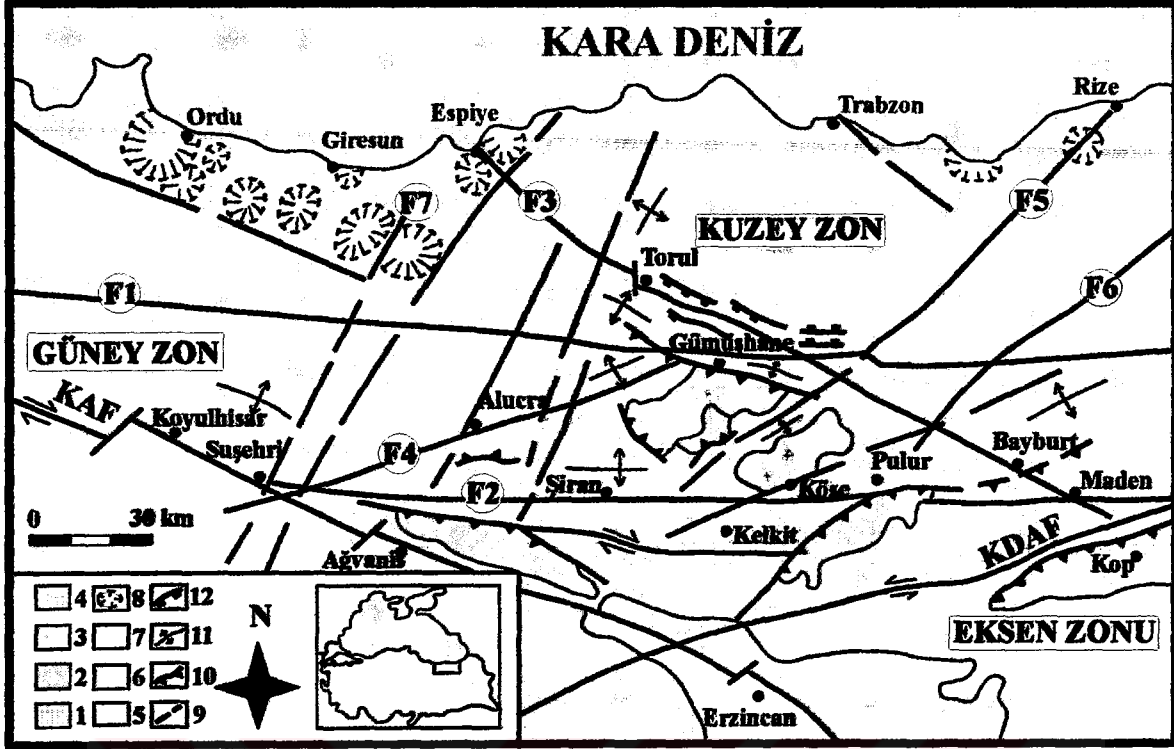 KARA DENİZ
Rize
Ordu
Espiye
Trabzon
Giresun
F7
F3
F5
KUZEY ZON
Torul
F1
F6
GÜNEY ZON
Gümüşhane
KAF
Koyulhisar
Alucra
Suşehri
F4
Bayburt
Pulur
F2
Şiran
Köse
Maden
0 30 km
Kelkit
KDAF
Ağvanis
Kop
4 8 12
N
3 7 11
EKSEN ZONU
2 6 10
1 5 9
Erzincan